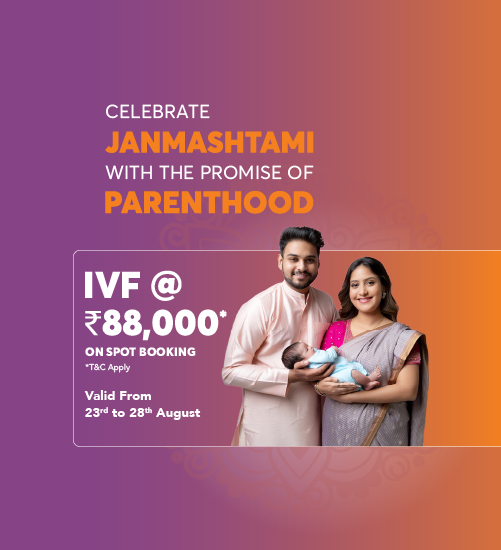 CELEBRATE
JANMASHTAMI
WITH THE PROMISE OF
PARENTHOOD
IVF @
₹88,000*
ON SPOT BOOKING
*T&C Apply
Valid From
23rd to 28th August